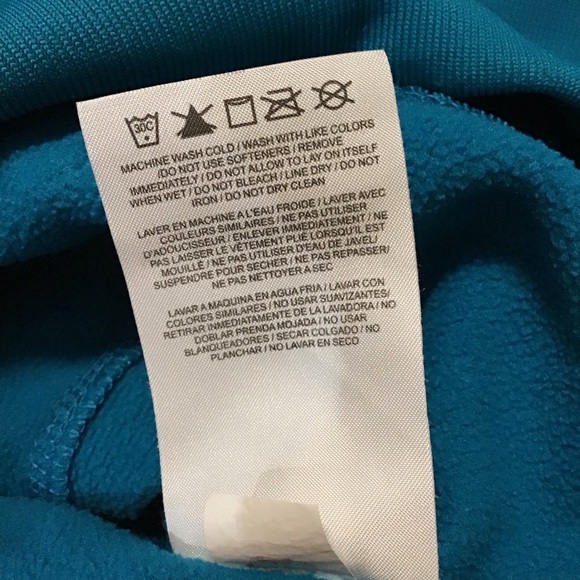 30C
MACHINE WASH COLD / WASH WITH LIKE COLORS
/DO NOT USE SOFTENERS / REMOVE
IMMEDIATELY / DO NOT ALLOW TO LAY ON ITSELF
WHEN WET / DO NOT BLEACH / LINE DRY / DO NOT
IRON / DO NOT DRY CLEAN
LAVER EN MACHINE A L'EAU FROIDE / LAVER AVEC
COULEURS SIMILAIRES / NE PAS UTILISER
D'ADOUCISSEUR / ENLEVER IMMÉDIATEMENT / NE
PAS LAISSER LE VÊTEMENT PLIÉ LORSQU'IL EST
MOUILLÉ / NE PAS UTILISER D'EAU DE JAVEL/
SUSPENDRE POUR SECHER / NE PAS REPASSER/
NE PAS NETTOYER A SEC
LAVAR A MAQUINA EN AGUA FRIA / LAVAR CON
COLORES SIMILARES / NO USAR SUAVIZANTES/
RETIRAR INMEDIATAMENTE DE LA LAVADORA / NO
DOBLAR PRENDA MOJADA / NO USAR
BLANQUEADORES / SECAR COLGADO / NO
PLANCHAR / NO LAVAR EN SECO